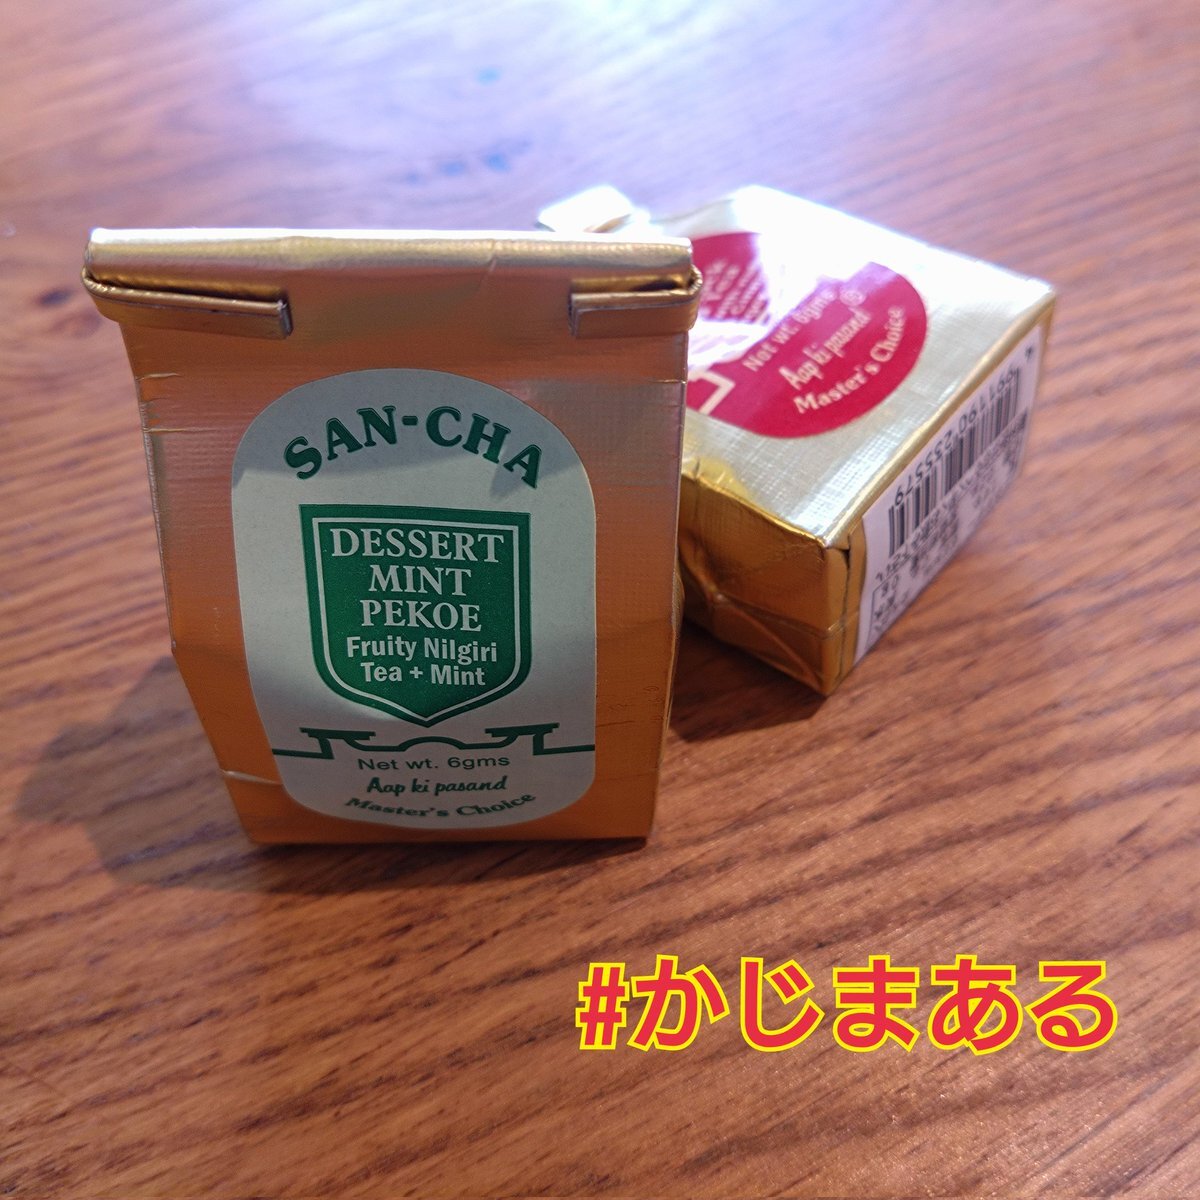 SAN-CHA
DESSERT
MINT
PEKOE
Fruity Nilgiri
Tea + Mint
Net wt. 6gms
Aap ki pasand
Master's Choice
Net wt. 6gms
Aap ki pasand ®
Master's Choice
#かじまある